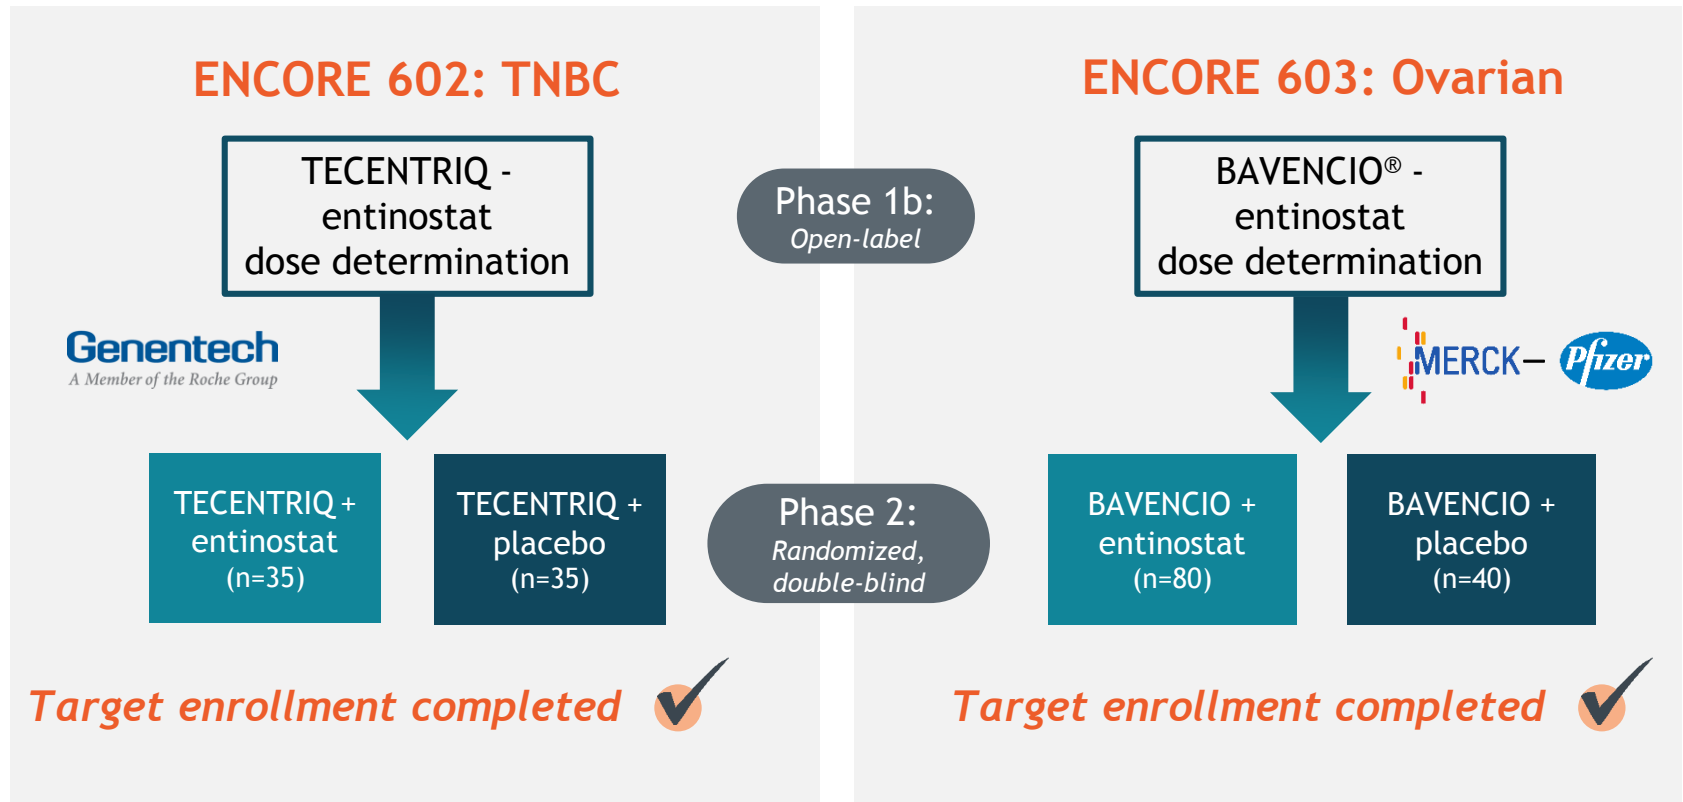 ENCORE 602: TNBC
TECENTRIQ -
entinostat
dose determination
Genentech
A Member of the Roche Group
TECENTRIQ +
entinostat
(n=35)
TECENTRIQ +
placebo
(n=35)
Target enrollment completed
Phase 1b:
Open-label
Phase 2:
Randomized,
double-blind
ENCORE 603: Ovarian
BAVENCIO® -
entinostat
dose determination
MERCK–
Pfizer
BAVENCIO +
entinostat
(n=80)
BAVENCIO +
placebo
(n=40)
Target enrollment completed